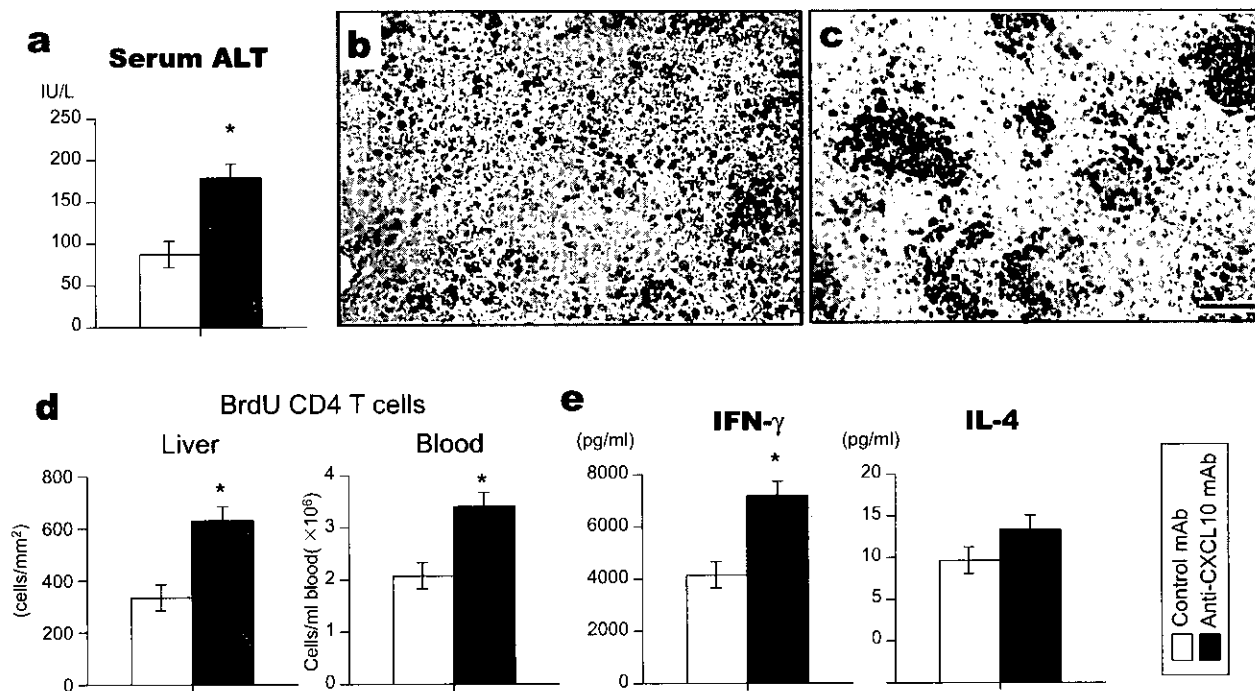 a
Serum ALT
IU/L
250
200
150
100
50
0
*
b
c
d
BrdU CD4 T cells
Liver
(cells/mm²)
800
600
400
200
0
*
Blood
Cells/ml blood( ×10⁶)
4
3
2
1
0
*
e
IFN-γ
(pg/ml)
8000
6000
4000
2000
0
*
IL-4
(pg/ml)
20
15
10
5
0
Control mAb
Anti-CXCL10 mAb